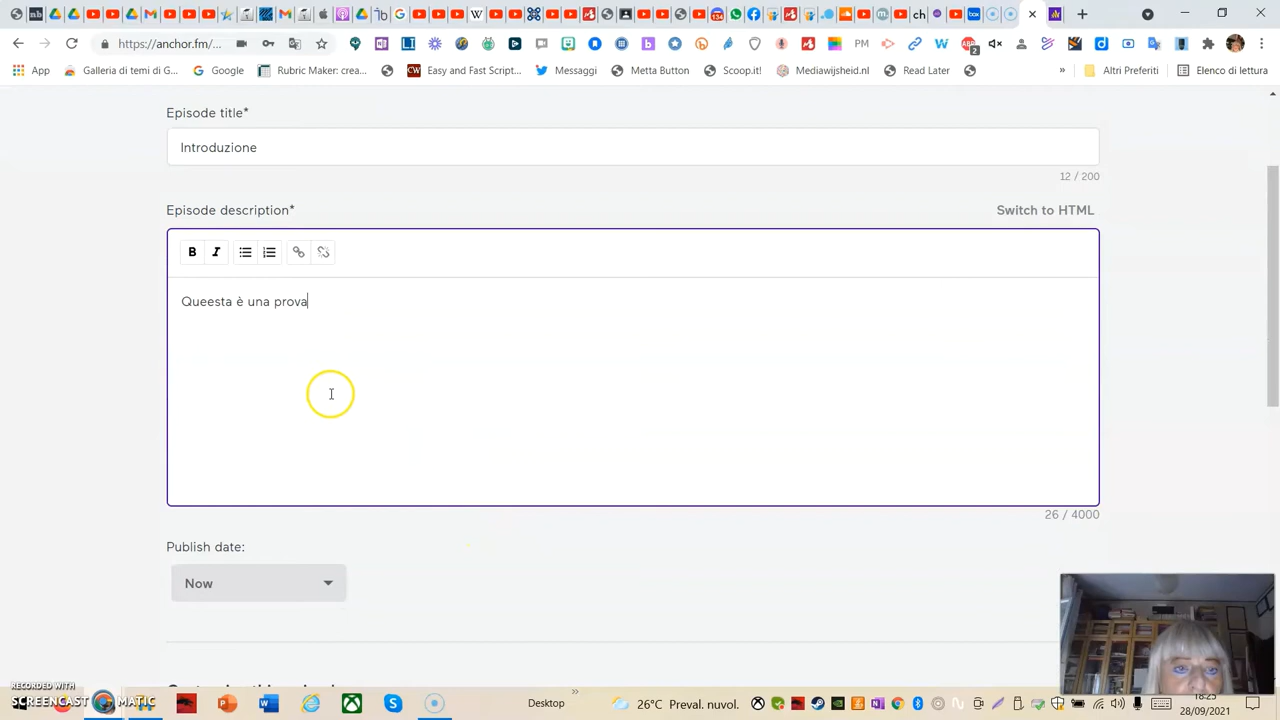 https://anchor.fm/...
PM
App
Galleria di temi di G...
Google
Rubric Maker: crea...
Easy and Fast Script...
Messaggi
Metta Button
Scoop.it!
Mediawijsheid.nl
Read Later
»
Altri Preferiti
Elenco di lettura
Episode title*
Introduzione
12 / 200
Episode description*
Switch to HTML
B I
Queesta è una prova
26 / 4000
Publish date:
Now
RECORDED WITH
SCREENCAST MATIC
Desktop
»
26°C Preval. nuvol.
18:25
28/09/2021